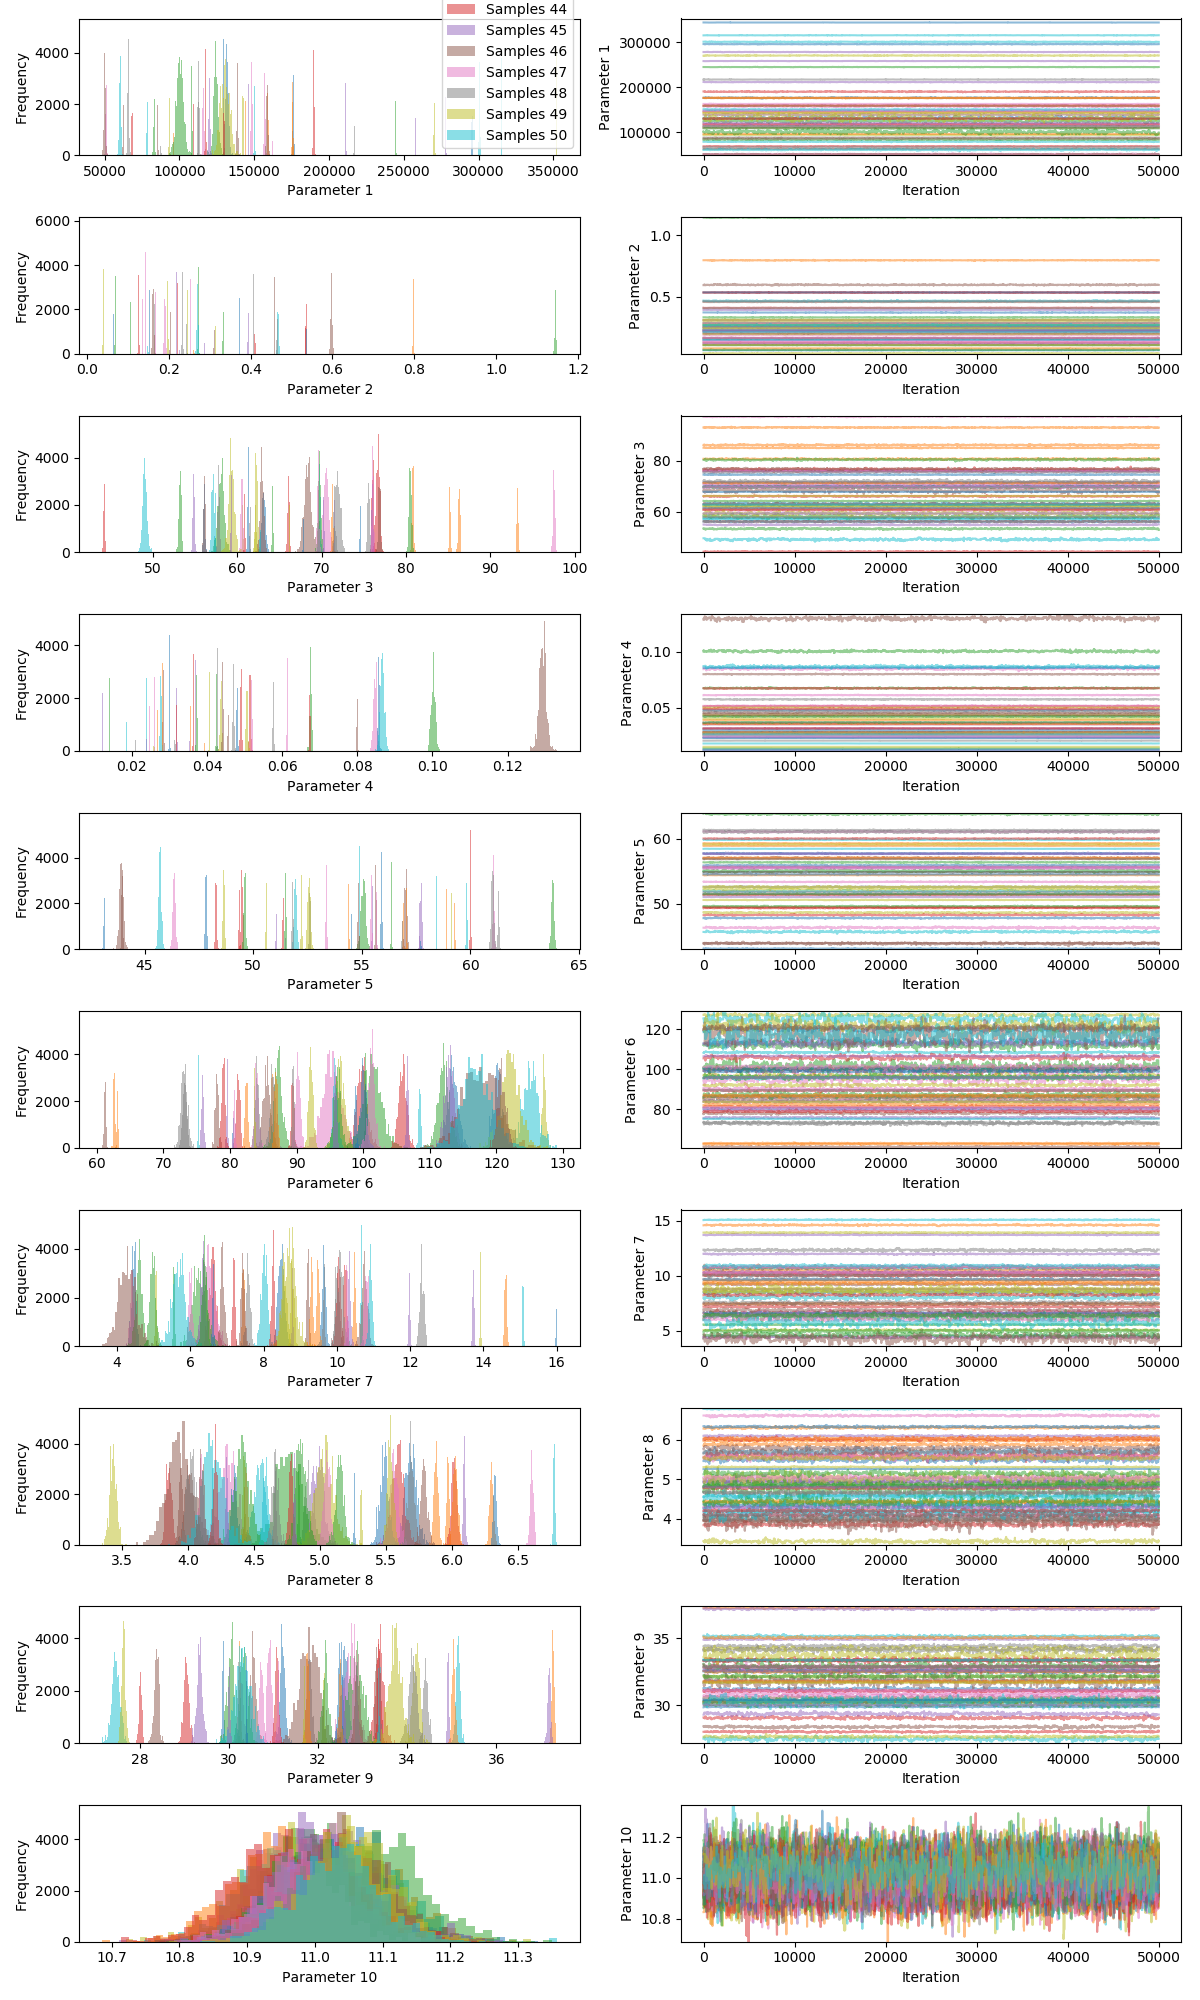 Samples 44
Samples 45
Samples 46
Samples 47
Samples 48
Samples 49
Samples 50
Frequency
4000
2000
0
50000 100000 150000 200000 250000 300000 350000
Parameter 1
Parameter 1
300000
200000
100000
0 10000 20000 30000 40000 50000
Iteration
Frequency
6000
4000
2000
0
0.0 0.2 0.4 0.6 0.8 1.0 1.2
Parameter 2
Parameter 2
1.0
0.5
0 10000 20000 30000 40000 50000
Iteration
Frequency
4000
2000
0
50 60 70 80 90 100
Parameter 3
Parameter 3
80
60
0 10000 20000 30000 40000 50000
Iteration
Frequency
4000
2000
0
0.02 0.04 0.06 0.08 0.10 0.12
Parameter 4
Parameter 4
0.10
0.05
0 10000 20000 30000 40000 50000
Iteration
Frequency
4000
2000
0
45 50 55 60 65
Parameter 5
Parameter 5
60
50
0 10000 20000 30000 40000 50000
Iteration
Frequency
4000
2000
0
60 70 80 90 100 110 120 130
Parameter 6
Parameter 6
120
100
80
0 10000 20000 30000 40000 50000
Iteration
Frequency
4000
2000
0
4 6 8 10 12 14 16
Parameter 7
Parameter 7
15
10
5
0 10000 20000 30000 40000 50000
Iteration
Frequency
4000
2000
0
3.5 4.0 4.5 5.0 5.5 6.0 6.5
Parameter 8
Parameter 8
6
5
4
0 10000 20000 30000 40000 50000
Iteration
Frequency
4000
2000
0
28 30 32 34 36
Parameter 9
Parameter 9
35
30
0 10000 20000 30000 40000 50000
Iteration
Frequency
4000
2000
0
10.7 10.8 10.9 11.0 11.1 11.2 11.3
Parameter 10
Parameter 10
11.2
11.0
10.8
0 10000 20000 30000 40000 50000
Iteration